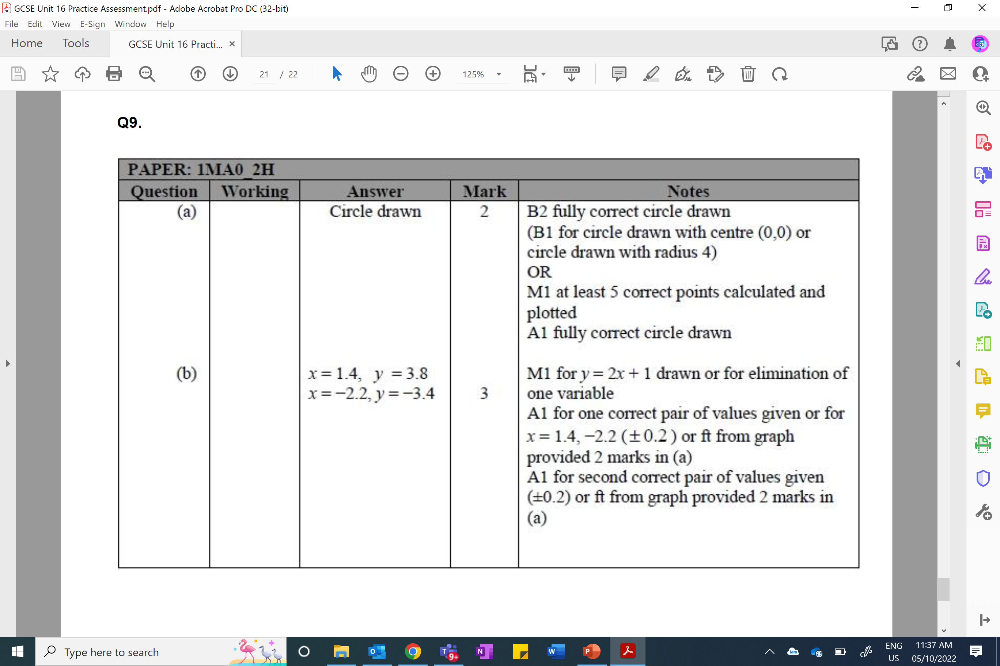 GCSE Unit 16 Practice Assessment.pdf - Adobe Acrobat Pro DC (32-bit)
File Edit View E-Sign Window Help
Home Tools GCSE Unit 16 Practi... ×
21 / 22 125%
Q9.
PAPER: 1MA0_2H
Question Working Answer Mark Notes
(a) Circle drawn 2 B2 fully correct circle drawn
(B1 for circle drawn with centre (0,0) or
circle drawn with radius 4)
OR
M1 at least 5 correct points calculated and
plotted
A1 fully correct circle drawn
(b) x = 1.4, y = 3.8 M1 for y = 2x + 1 drawn or for elimination of
x = −2.2, y = −3.4 3 one variable
A1 for one correct pair of values given or for
x = 1.4, −2.2 (± 0.2 ) or ft from graph
provided 2 marks in (a)
A1 for second correct pair of values given
(±0.2) or ft from graph provided 2 marks in
(a)
Type here to search
9+
iam
ENG 11:37 AM
US 05/10/2022